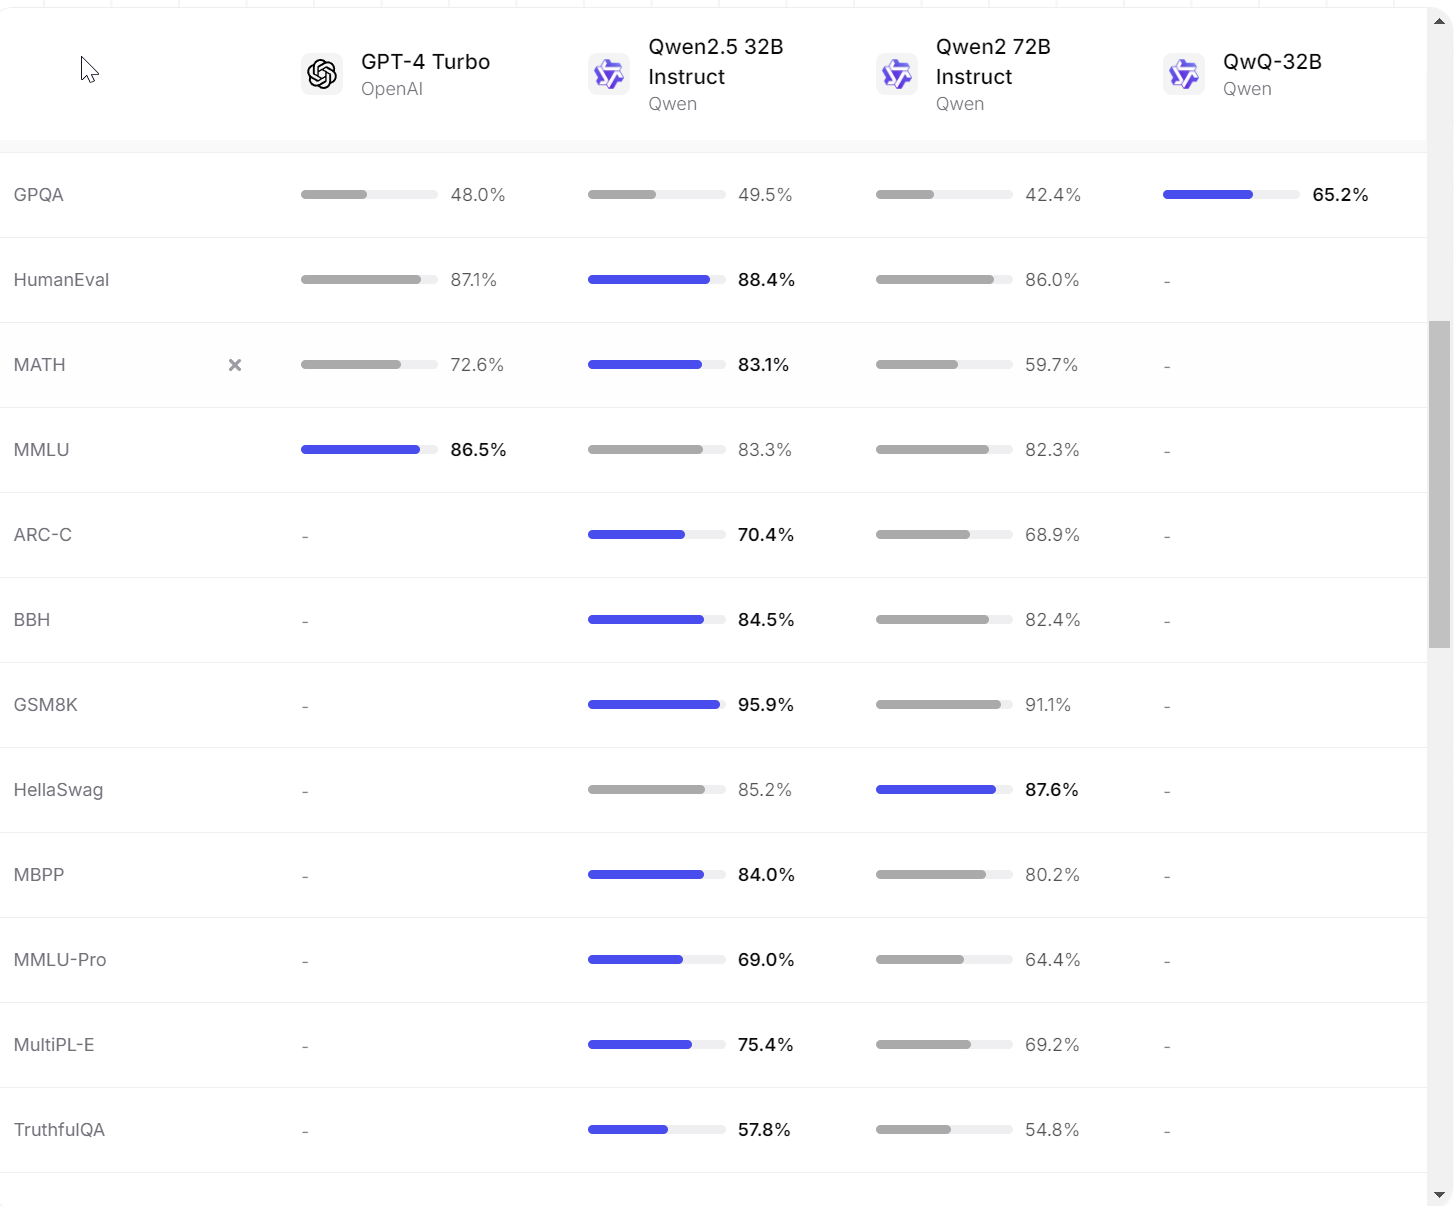 GPT-4 Turbo
OpenAI
Qwen2.5 32B
Instruct
Qwen
Qwen2 72B
Instruct
Qwen
QwQ-32B
Qwen
GPQA 48.0% 49.5% 42.4% 65.2%
HumanEval 87.1% 88.4% 86.0% -
MATH 72.6% 83.1% 59.7% -
MMLU 86.5% 83.3% 82.3% -
ARC-C - 70.4% 68.9% -
BBH - 84.5% 82.4% -
GSM8K - 95.9% 91.1% -
HellaSwag - 85.2% 87.6% -
MBPP - 84.0% 80.2% -
MMLU-Pro - 69.0% 64.4% -
MultiPL-E - 75.4% 69.2% -
TruthfulQA - 57.8% 54.8% -